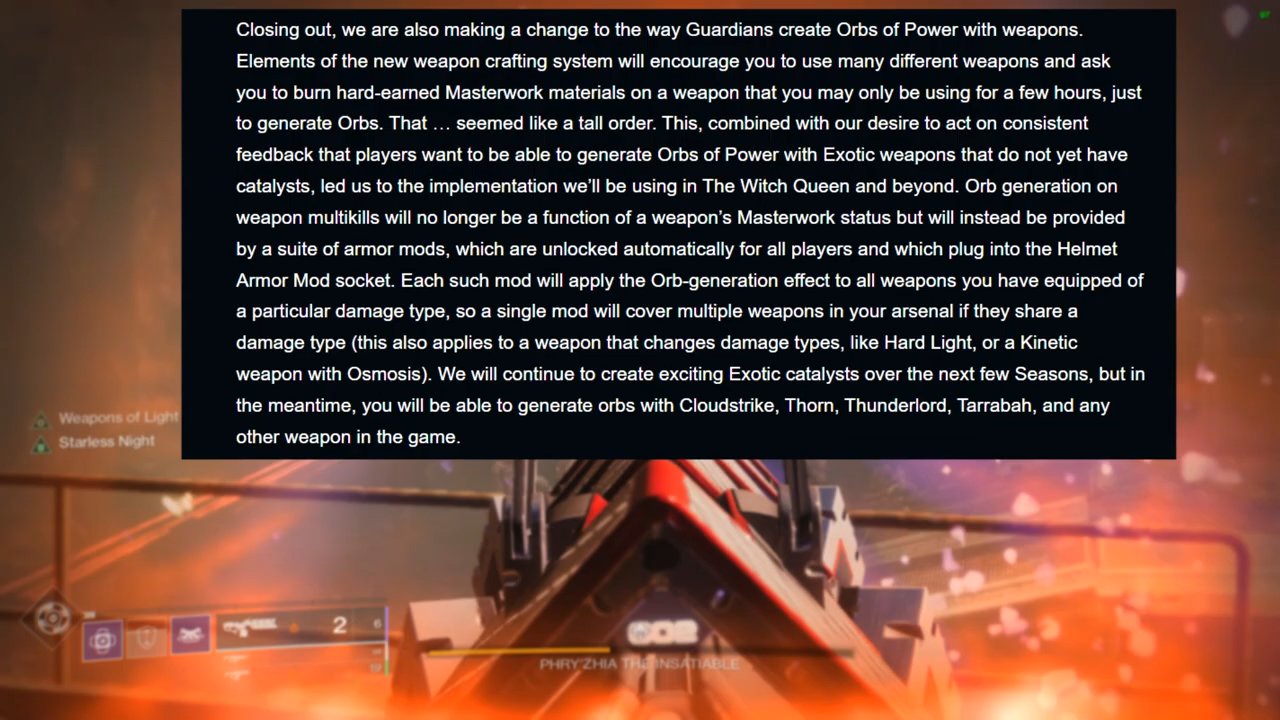 Closing out, we are also making a change to the way Guardians create Orbs of Power with weapons.
Elements of the new weapon crafting system will encourage you to use many different weapons and ask
you to burn hard-earned Masterwork materials on a weapon that you may only be using for a few hours, just
to generate Orbs. That … seemed like a tall order. This, combined with our desire to act on consistent
feedback that players want to be able to generate Orbs of Power with Exotic weapons that do not yet have
catalysts, led us to the implementation we’ll be using in The Witch Queen and beyond. Orb generation on
weapon multikills will no longer be a function of a weapon’s Masterwork status but will instead be provided
by a suite of armor mods, which are unlocked automatically for all players and which plug into the Helmet
Armor Mod socket. Each such mod will apply the Orb-generation effect to all weapons you have equipped of
a particular damage type, so a single mod will cover multiple weapons in your arsenal if they share a
damage type (this also applies to a weapon that changes damage types, like Hard Light, or a Kinetic
weapon with Osmosis). We will continue to create exciting Exotic catalysts over the next few Seasons, but in
the meantime, you will be able to generate orbs with Cloudstrike, Thorn, Thunderlord, Tarrabah, and any
other weapon in the game.
Weapons of Light
Starless Night
2
6
19
PHRY'ZHIA THE INSATIABLE